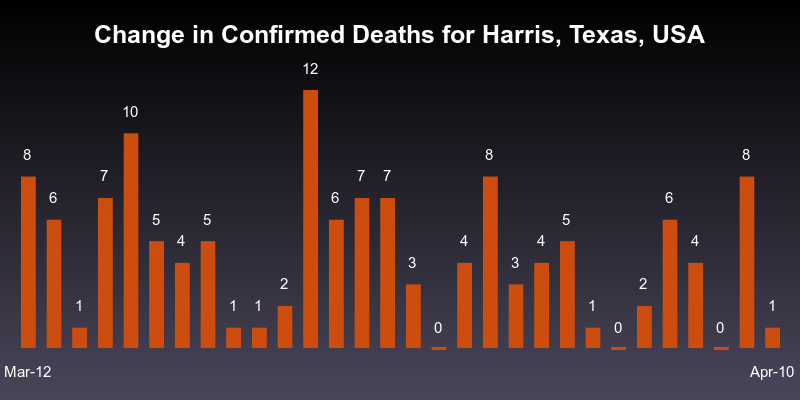 Change in Confirmed Deaths for Harris, Texas, USA
8 6 1 7 10 5 4 5 1 1 2 12 6 7 7 3 0 4 8 3 4 5 1 0 2 6 4 0 8 1
Mar-12 Apr-10